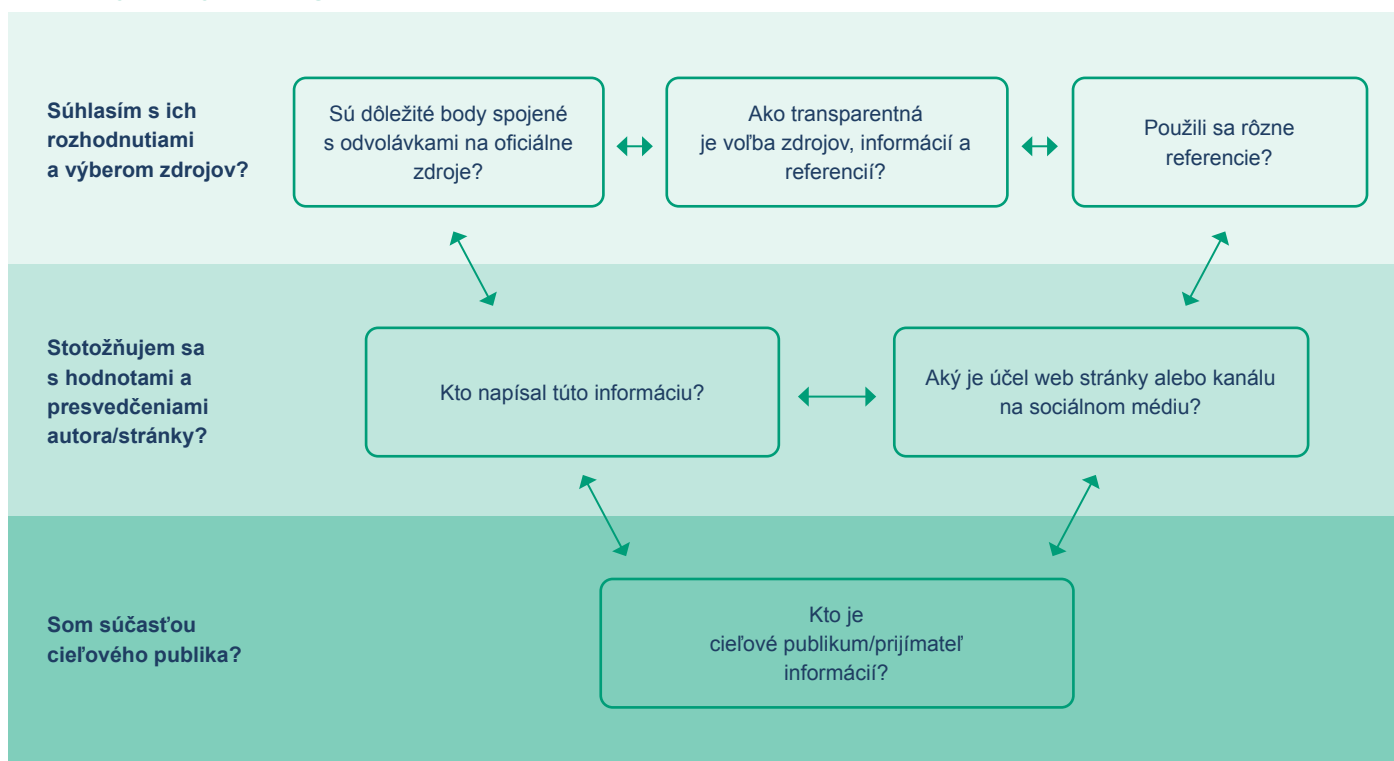 Súhlasím s ich
rozhodnutiami
a výberom zdrojov?
Sú dôležité body spojené
s odvolávkami na oficiálne
zdroje?
Ako transparentná
je voľba zdrojov, informácií a
referencií?
Použili sa rôzne
referencie?
Stotožňujem sa
s hodnotami a
presvedčeniami
autora/stránky?
Kto napísal túto informáciu?
Aký je účel web stránky alebo kanálu
na sociálnom médiu?
Som súčasťou
cieľového publika?
Kto je
cieľové publikum/prijímateľ
informácií?